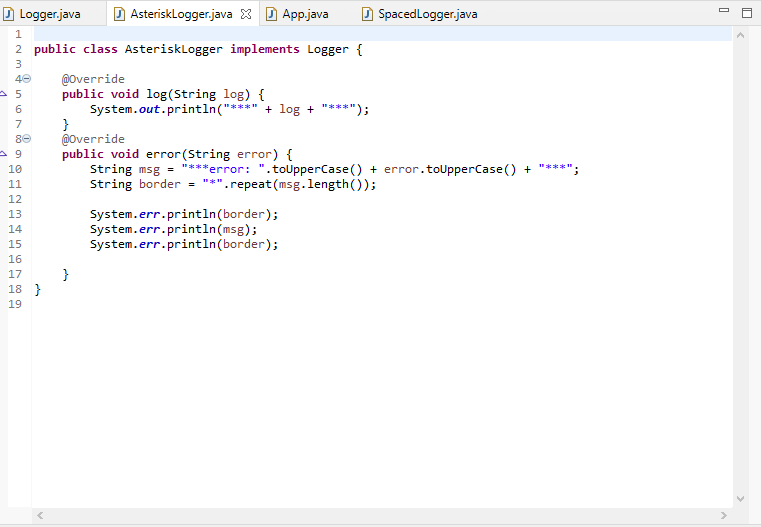 Logger.java AsteriskLogger.java App.java SpacedLogger.java
1
2 public class AsteriskLogger implements Logger {
3
4 @Override
5 public void log(String log) {
6 System.out.println("***" + log + "***");
7 }
8 @Override
9 public void error(String error) {
10 String msg = "***error: ".toUpperCase() + error.toUpperCase() + "***";
11 String border = "*".repeat(msg.length());
12
13 System.err.println(border);
14 System.err.println(msg);
15 System.err.println(border);
16
17 }
18 }
19